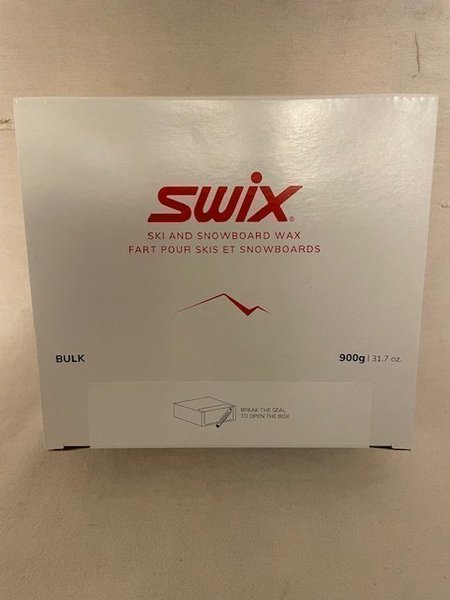 SWIX®
SKI AND SNOWBOARD WAX
FART POUR SKIS ET SNOWBOARDS
BULK
900g | 31.7 oz.
BREAK THE SEAL
TO OPEN THE BOX